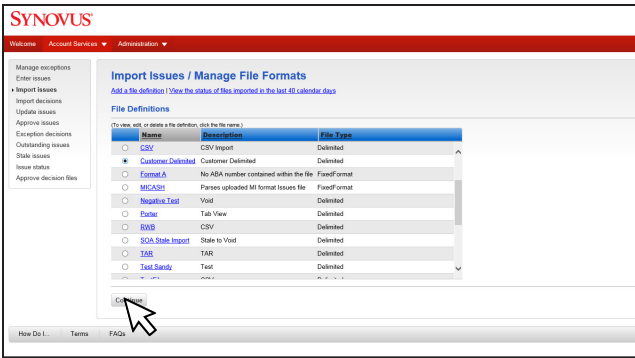 SYNOVUS®
Welcome Account Services Administration
Manage exceptions
Enter issues
Import issues
Import decisions
Update issues
Approve issues
Exception decisions
Outstanding issues
Stale issues
Issue status
Approve decision files
Import Issues / Manage File Formats
Add a file definition | View the status of files imported in the last 40 calendar days
File Definitions
(To view, edit, or delete a file definition, click the file name.)
Name Description File Type
CSV CSV Import Delimited
Customer Delimited Customer Delimited Delimited
Format A No ABA number contained within the file FixedFormat
MICASH Parses uploaded MI format Issues file FixedFormat
Negative Test Void Delimited
Porter Tab View Delimited
RWB CSV Delimited
SOA Stale Import Stale to Void Delimited
TAR TAR Delimited
Test Sandy Test Delimited
Continue
How Do I... Terms FAQs